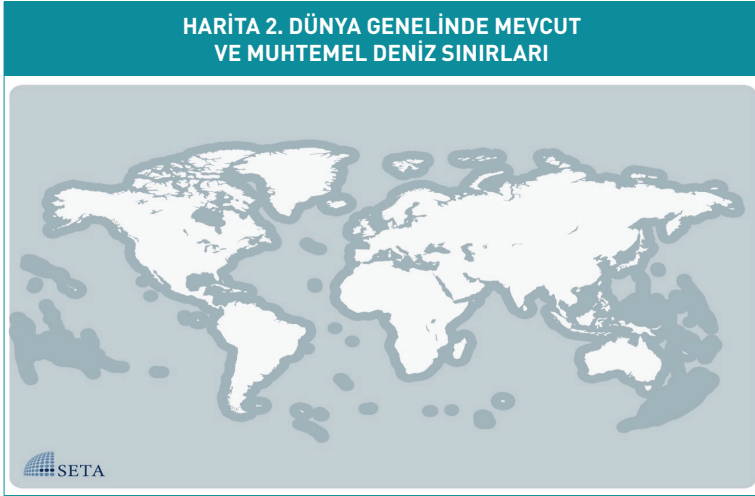 HARİTA 2. DÜNYA GENELİNDE MEVCUT
VE MUHTEMEL DENİZ SINIRLARI
SETA